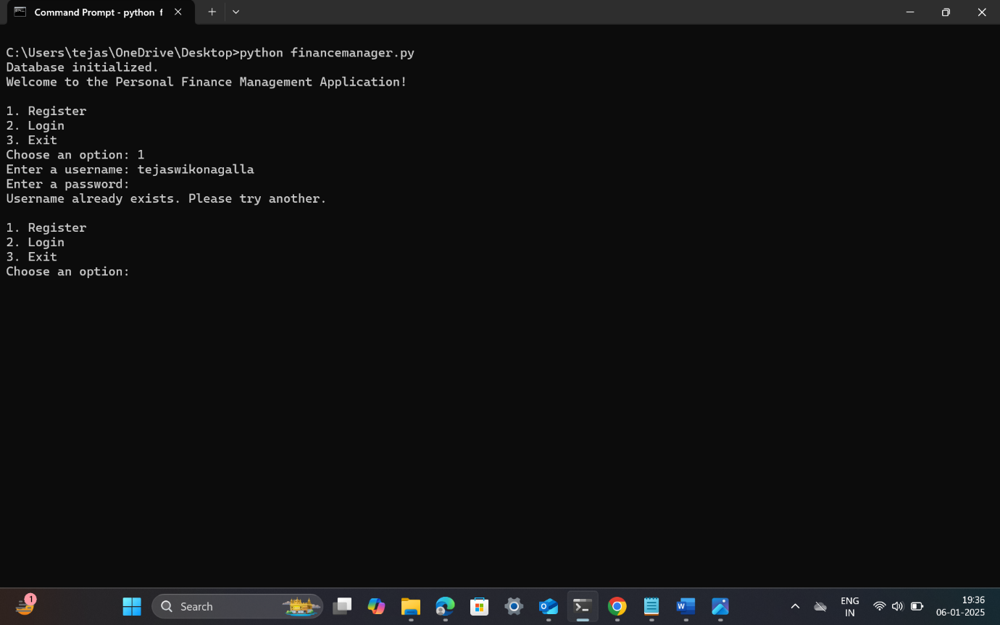 Command Prompt - python f
C:\Users\tejas\OneDrive\Desktop>python financemanager.py
Database initialized.
Welcome to the Personal Finance Management Application!
1. Register
2. Login
3. Exit
Choose an option: 1
Enter a username: tejaswikonagalla
Enter a password:
Username already exists. Please try another.
1. Register
2. Login
3. Exit
Choose an option:
1
Search
ENG
IN
19:36
06-01-2025